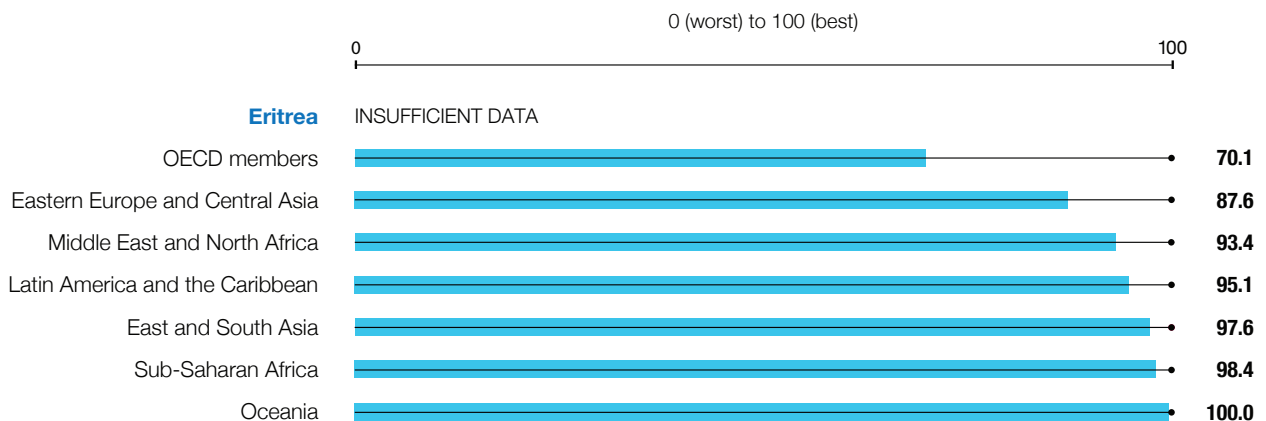 0 (worst) to 100 (best)
0 100
Eritrea INSUFFICIENT DATA
OECD members 70.1
Eastern Europe and Central Asia 87.6
Middle East and North Africa 93.4
Latin America and the Caribbean 95.1
East and South Asia 97.6
Sub-Saharan Africa 98.4
Oceania 100.0